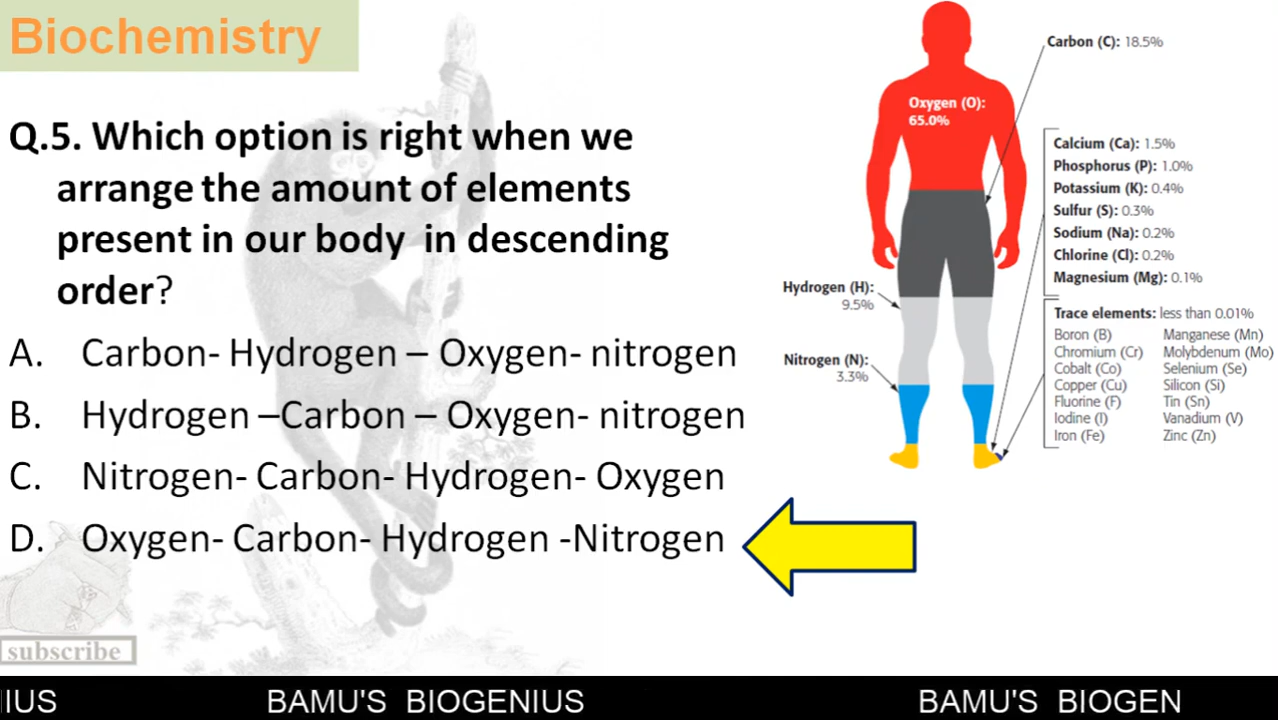 Biochemistry
Q.5. Which option is right when we
arrange the amount of elements
present in our body in descending
order?
A. Carbon- Hydrogen – Oxygen- nitrogen
B. Hydrogen –Carbon – Oxygen- nitrogen
C. Nitrogen- Carbon- Hydrogen- Oxygen
D. Oxygen- Carbon- Hydrogen -Nitrogen
Carbon (C): 18.5%
Oxygen (O):
65.0%
Calcium (Ca): 1.5%
Phosphorus (P): 1.0%
Potassium (K): 0.4%
Sulfur (S): 0.3%
Sodium (Na): 0.2%
Chlorine (Cl): 0.2%
Magnesium (Mg): 0.1%
Hydrogen (H):
9.5%
Nitrogen (N):
3.3%
Trace elements: less than 0.01%
Boron (B) Manganese (Mn)
Chromium (Cr) Molybdenum (Mo)
Cobalt (Co) Selenium (Se)
Copper (Cu) Silicon (Si)
Fluorine (F) Tin (Sn)
Iodine (I) Vanadium (V)
Iron (Fe) Zinc (Zn)
subscribe
IUS BAMU'S BIOGENIUS BAMU'S BIOGEN